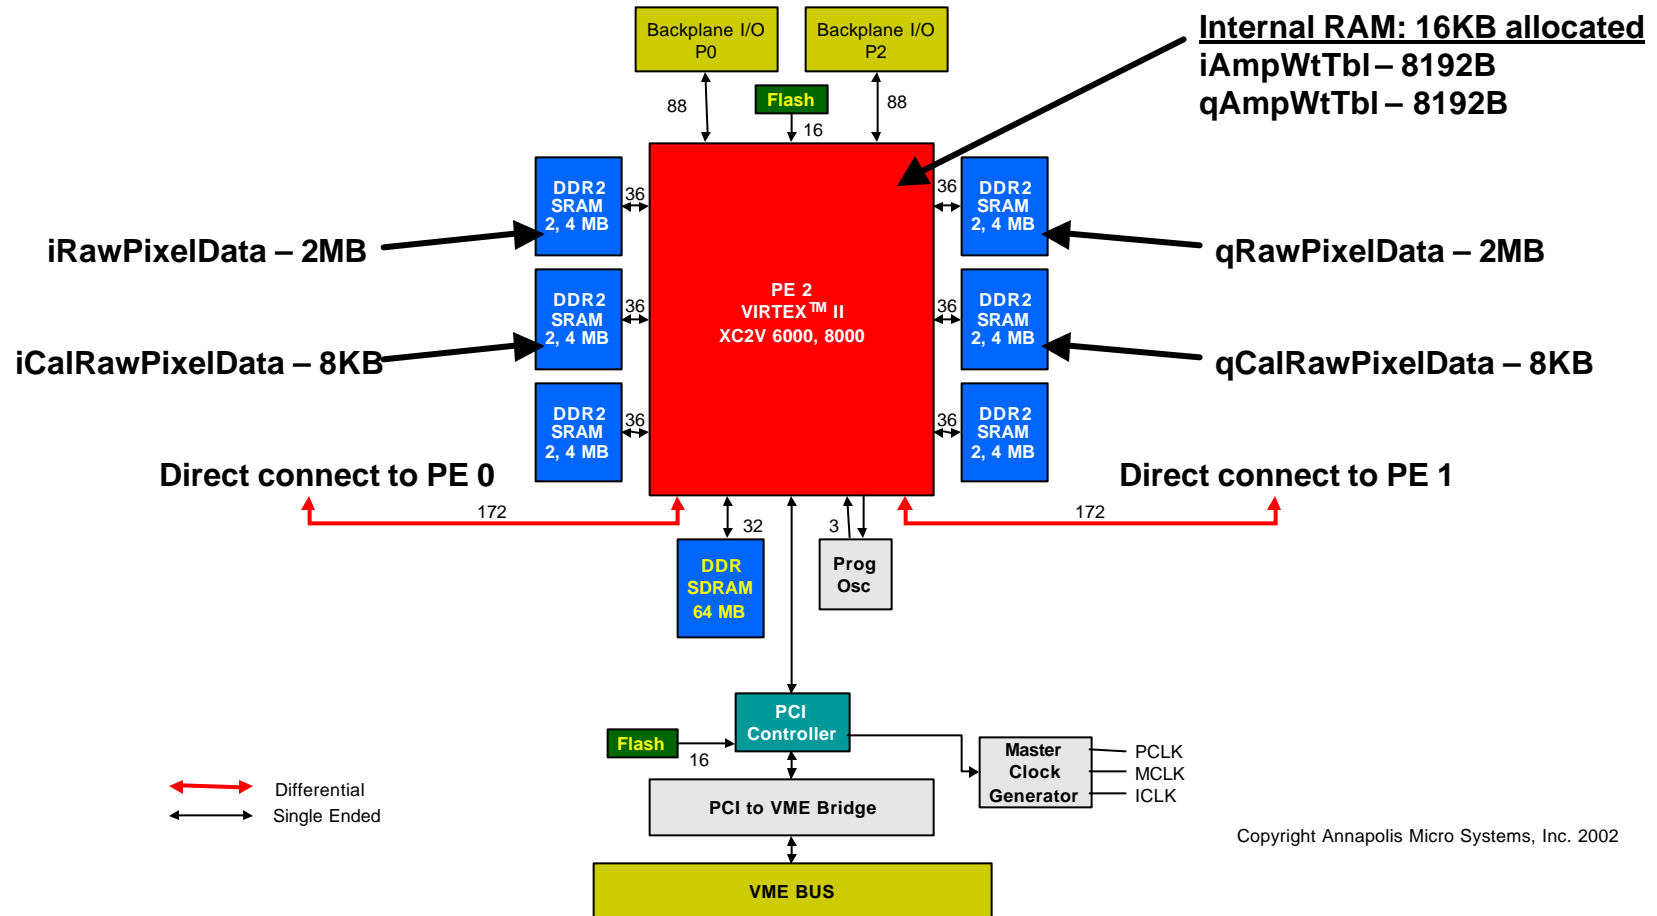 Backplane I/O
P0
Backplane I/O
P2
Internal RAM: 16KB allocated
iAmpWtTbl – 8192B
qAmpWtTbl – 8192B
88
Flash
88
16
DDR2
SRAM
2, 4 MB
36
36
DDR2
SRAM
2, 4 MB
iRawPixelData – 2MB
qRawPixelData – 2MB
DDR2
SRAM
2, 4 MB
36
PE 2
VIRTEX™ II
XC2V 6000, 8000
36
DDR2
SRAM
2, 4 MB
iCalRawPixelData – 8KB
qCalRawPixelData – 8KB
DDR2
SRAM
2, 4 MB
36
36
DDR2
SRAM
2, 4 MB
Direct connect to PE 0
Direct connect to PE 1
172
32
3
172
DDR
SDRAM
64 MB
Prog
Osc
PCI
Controller
Flash
16
Master
Clock
Generator
PCLK
MCLK
ICLK
Differential
Single Ended
PCI to VME Bridge
Copyright Annapolis Micro Systems, Inc. 2002
VME BUS